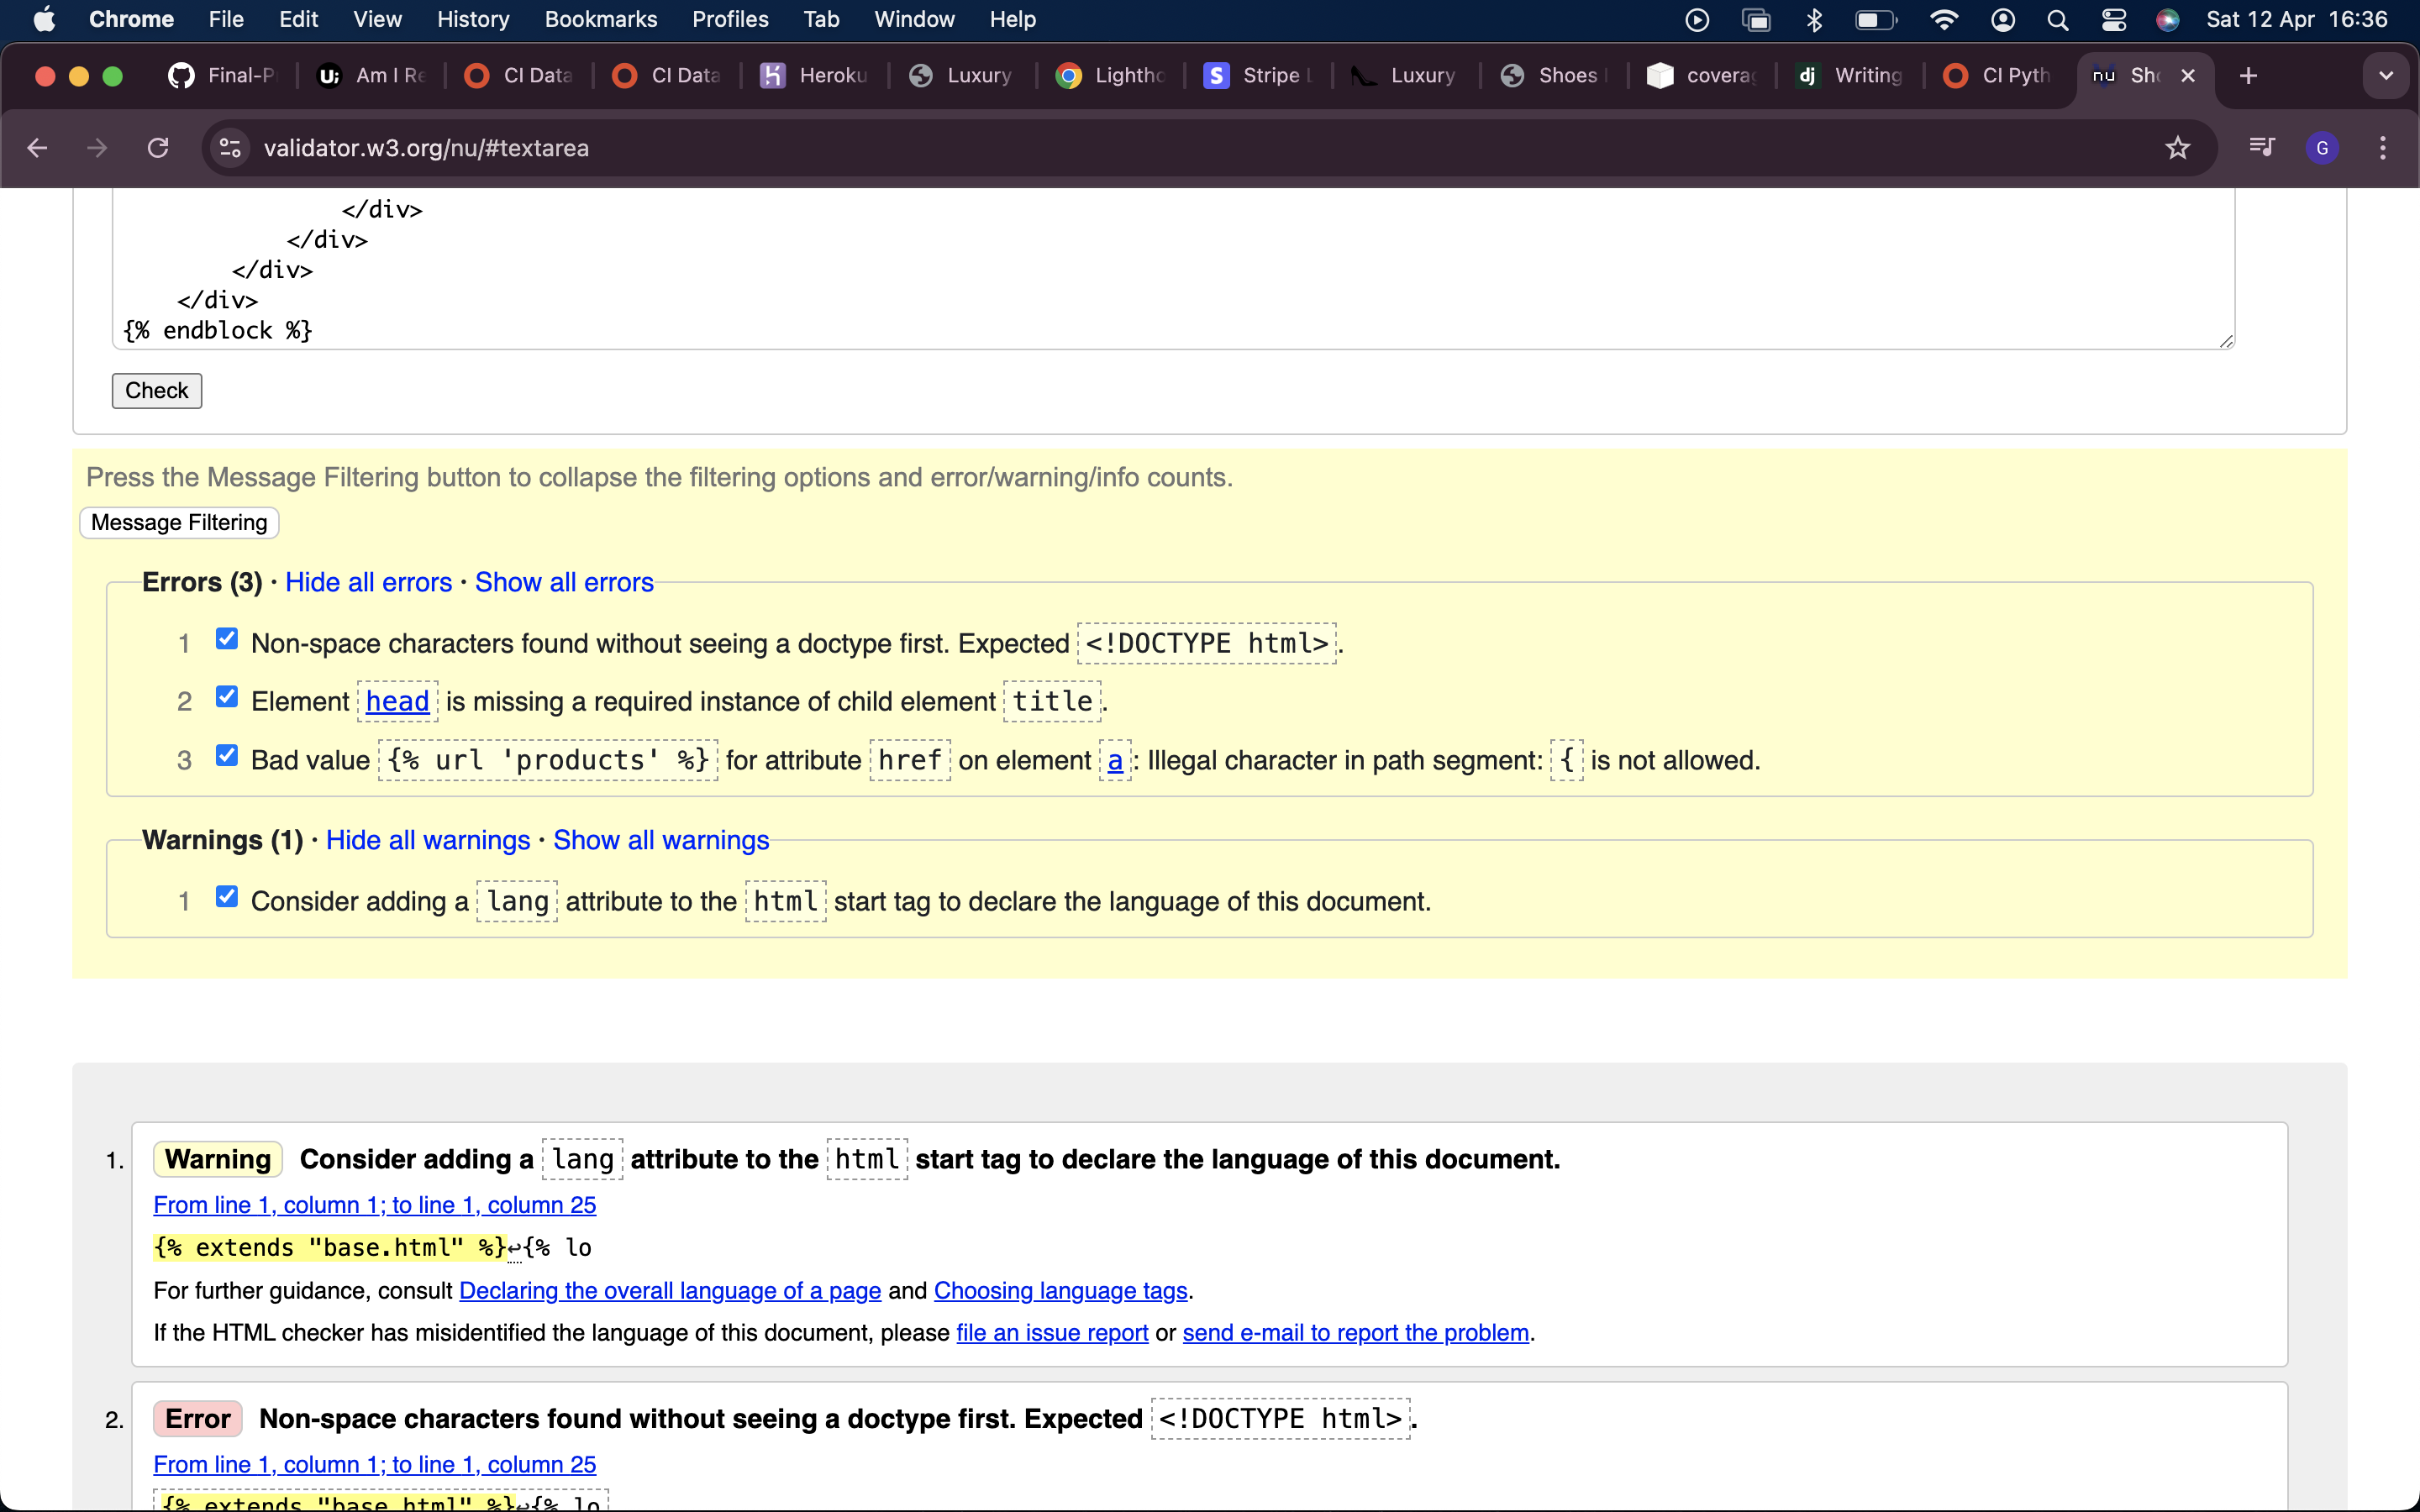 Chrome File Edit View History Bookmarks Profiles Tab Window Help Sat 12 Apr 16:36
Final-P Am I Re CI Data CI Data Heroku Luxury Lightho Stripe L Luxury Shoes coverag Writing CI Pyth Sho
validator.w3.org/nu/#textarea G
</div>
</div>
</div>
</div>
{% endblock %}
Check
Press the Message Filtering button to collapse the filtering options and error/warning/info counts.
Message Filtering
Errors (3) · Hide all errors · Show all errors
1 Non-space characters found without seeing a doctype first. Expected <!DOCTYPE html>.
2 Element head is missing a required instance of child element title.
3 Bad value {% url 'products' %} for attribute href on element a: Illegal character in path segment: { is not allowed.
Warnings (1) · Hide all warnings · Show all warnings
1 Consider adding a lang attribute to the html start tag to declare the language of this document.
1. Warning Consider adding a lang attribute to the html start tag to declare the language of this document.
From line 1, column 1; to line 1, column 25
{% extends "base.html" %}↩{% lo
For further guidance, consult Declaring the overall language of a page and Choosing language tags.
If the HTML checker has misidentified the language of this document, please file an issue report or send e-mail to report the problem.
2. Error Non-space characters found without seeing a doctype first. Expected <!DOCTYPE html>.
From line 1, column 1; to line 1, column 25
{% extends "base.html" %}↩{% lo